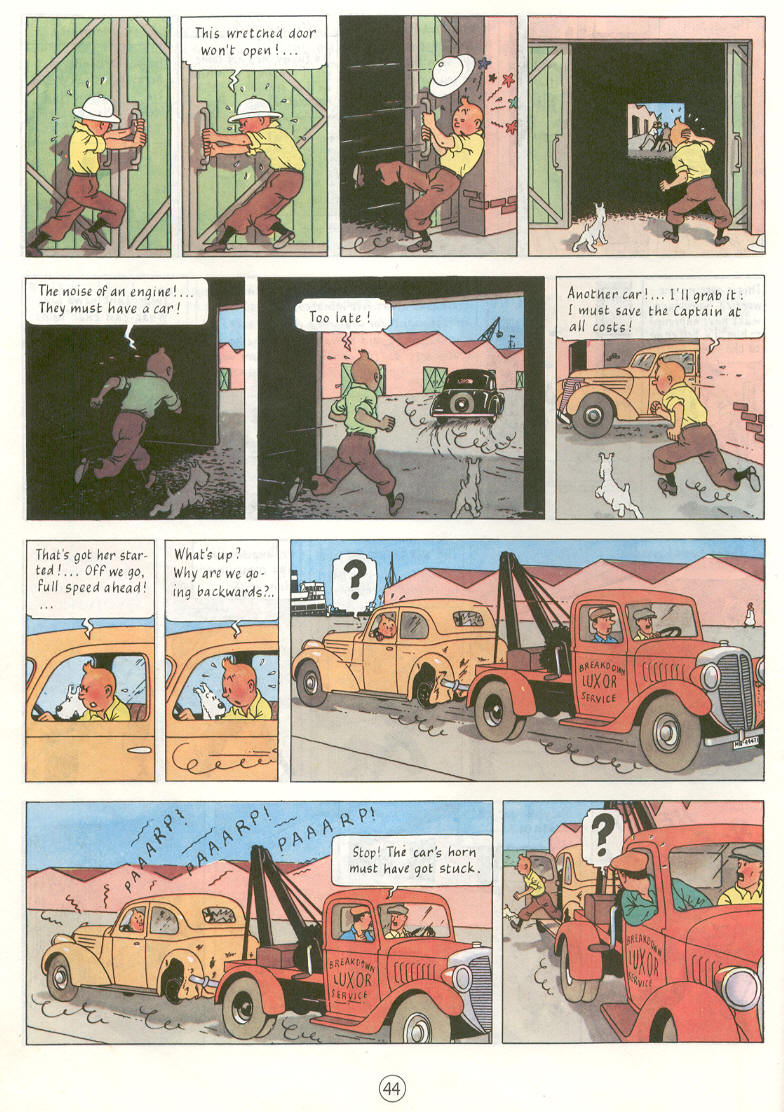 This wretched door
won't open!...
The noise of an engine!...
They must have a car!
Too late!
Another car!... I'll grab it:
I must save the Captain at
all costs!
That's got her star-
ted!... Off we go,
full speed ahead!
...
What's up?
Why are we go-
ing backwards?..
?
BREAKDOWN
LUXOR
SERVICE
PAAARP!
PAAARP!
PAAARP!
Stop! The car's horn
must have got stuck.
BREAKDOWN
LUXOR
SERVICE
?
BREAKDOWN
LUXOR
SERVICE
44